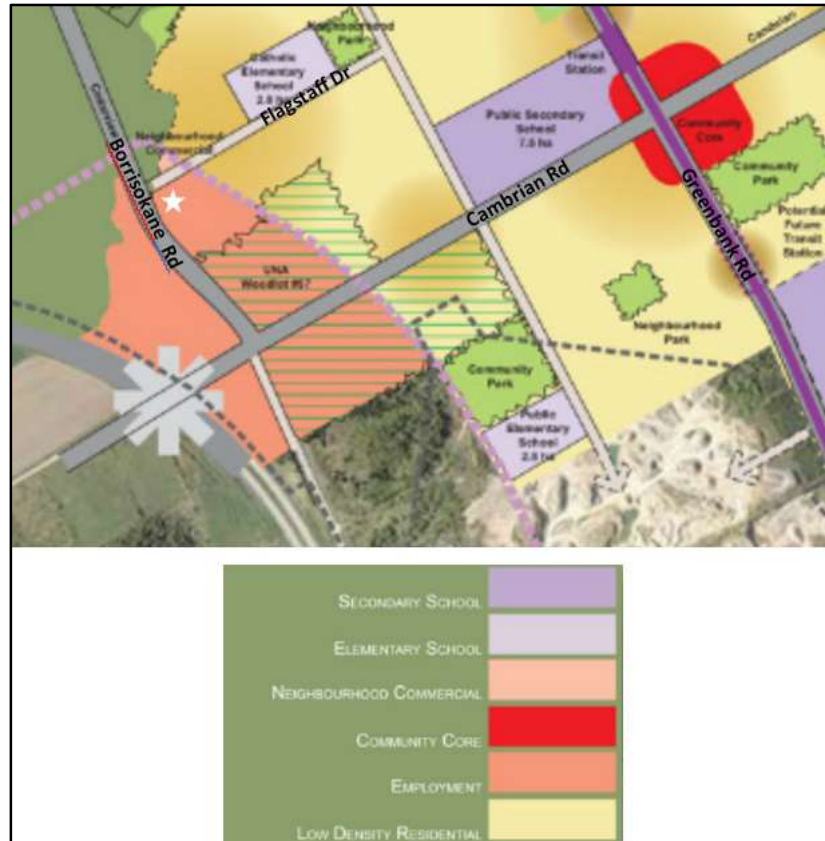 Neighbourhood
Park
Catholic
Elementary
School
2.0 ha
Flagstaff Dr
Neighbourhood
Commercial
Borrisokane Rd
Transit
Station
Cambrian
Public Secondary
School
7.0 ha
Community
Core
Cambrian Rd
Community
Park
Greenbank Rd
Potential
Future
Transit
Station
UNA
Woodlot #57
Neighbourhood
Park
Community
Park
Public
Elementary
School
2.0 ha
SECONDARY SCHOOL
ELEMENTARY SCHOOL
NEIGHBOURHOOD COMMERCIAL
COMMUNITY CORE
EMPLOYMENT
LOW DENSITY RESIDENTIAL